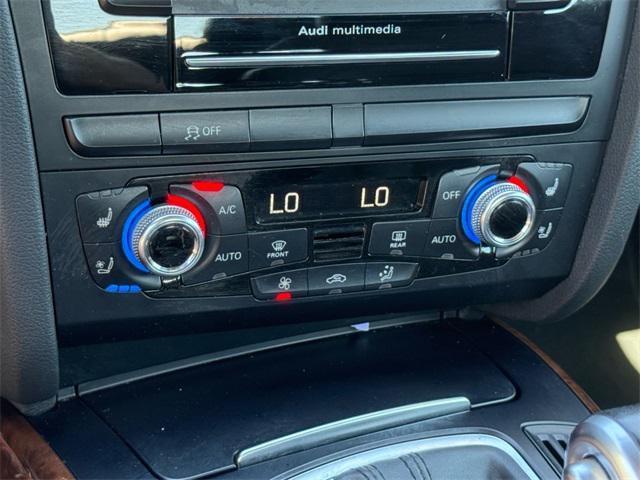 Audi multimedia
OFF
LO LO
A/C
OFF
AUTO
FRONT
REAR
AUTO